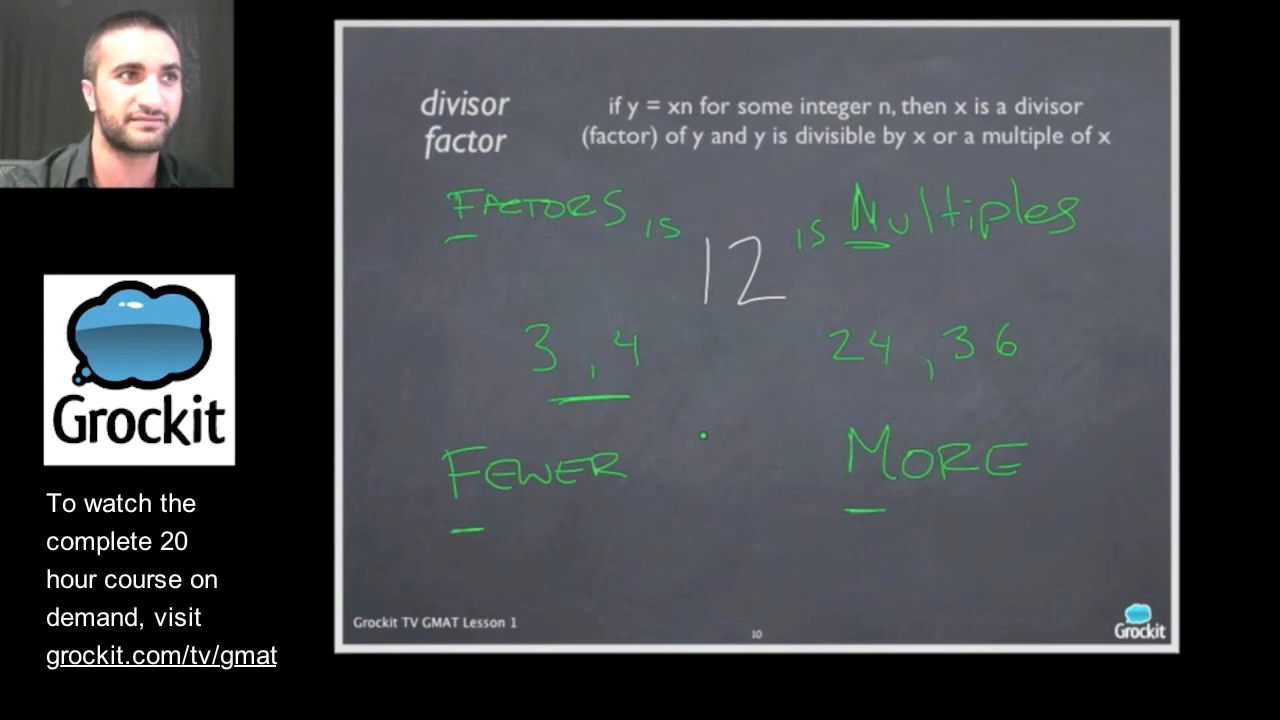 divisor
factor
if y = xn for some integer n, then x is a divisor
(factor) of y and y is divisible by x or a multiple of x
FACTORS is 12 is Multiples
3, 4
24, 36
FEWER
MORE
Grockit TV GMAT Lesson 1
10
Grockit
Grockit
To watch the
complete 20
hour course on
demand, visit
grockit.com/tv/gmat